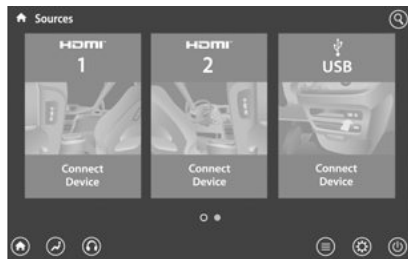 Sources
HDMI
1
Connect
Device
HDMI
2
Connect
Device
USB
Connect
Device